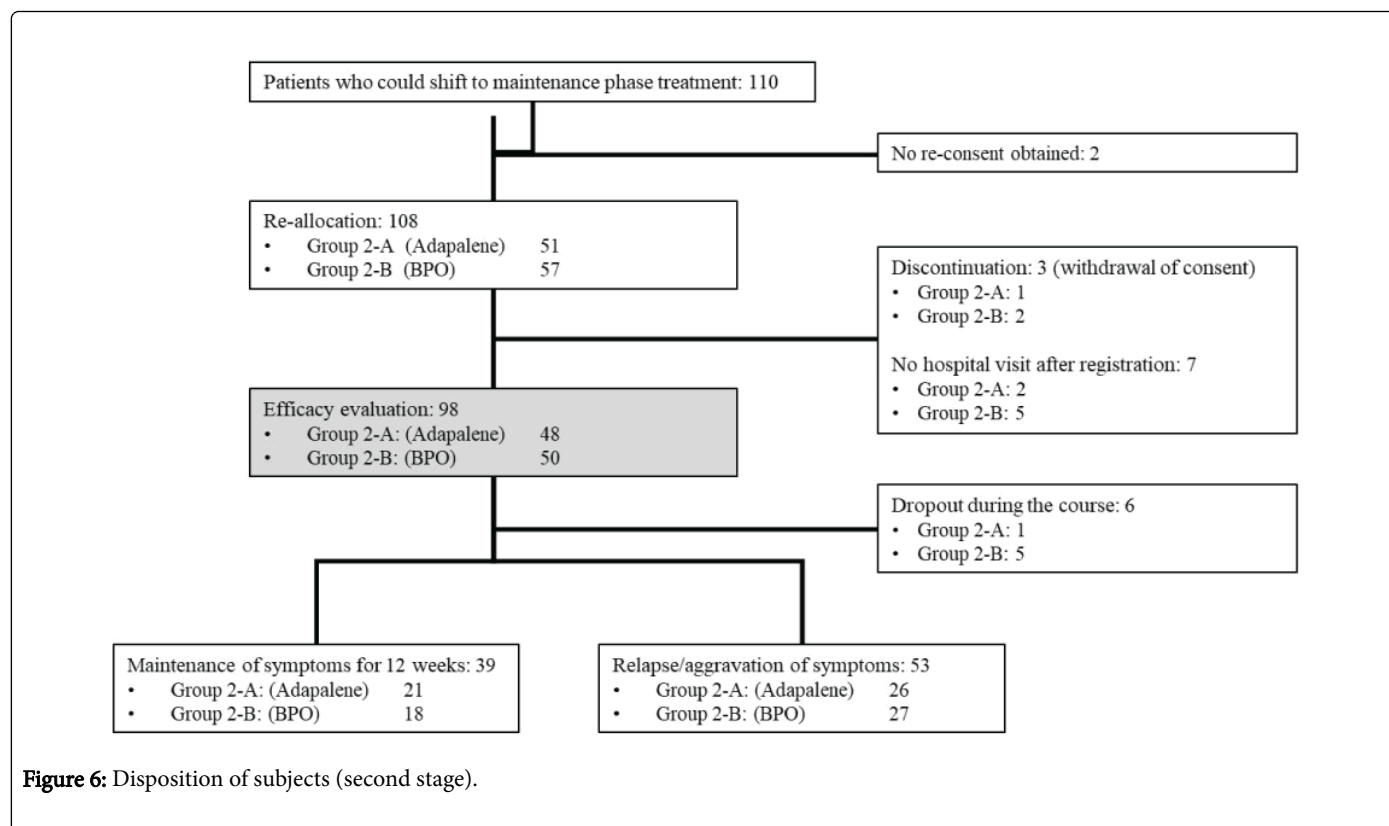 Patients who could shift to maintenance phase treatment: 110
No re-consent obtained: 2
Re-allocation: 108
• Group 2-A (Adapalene) 51
• Group 2-B (BPO) 57
Discontinuation: 3 (withdrawal of consent)
• Group 2-A: 1
• Group 2-B: 2
No hospital visit after registration: 7
• Group 2-A: 2
• Group 2-B: 5
Efficacy evaluation: 98
• Group 2-A: (Adapalene) 48
• Group 2-B: (BPO) 50
Dropout during the course: 6
• Group 2-A: 1
• Group 2-B: 5
Maintenance of symptoms for 12 weeks: 39
• Group 2-A: (Adapalene) 21
• Group 2-B: (BPO) 18
Relapse/aggravation of symptoms: 53
• Group 2-A: (Adapalene) 26
• Group 2-B: (BPO) 27
Figure 6: Disposition of subjects (second stage).